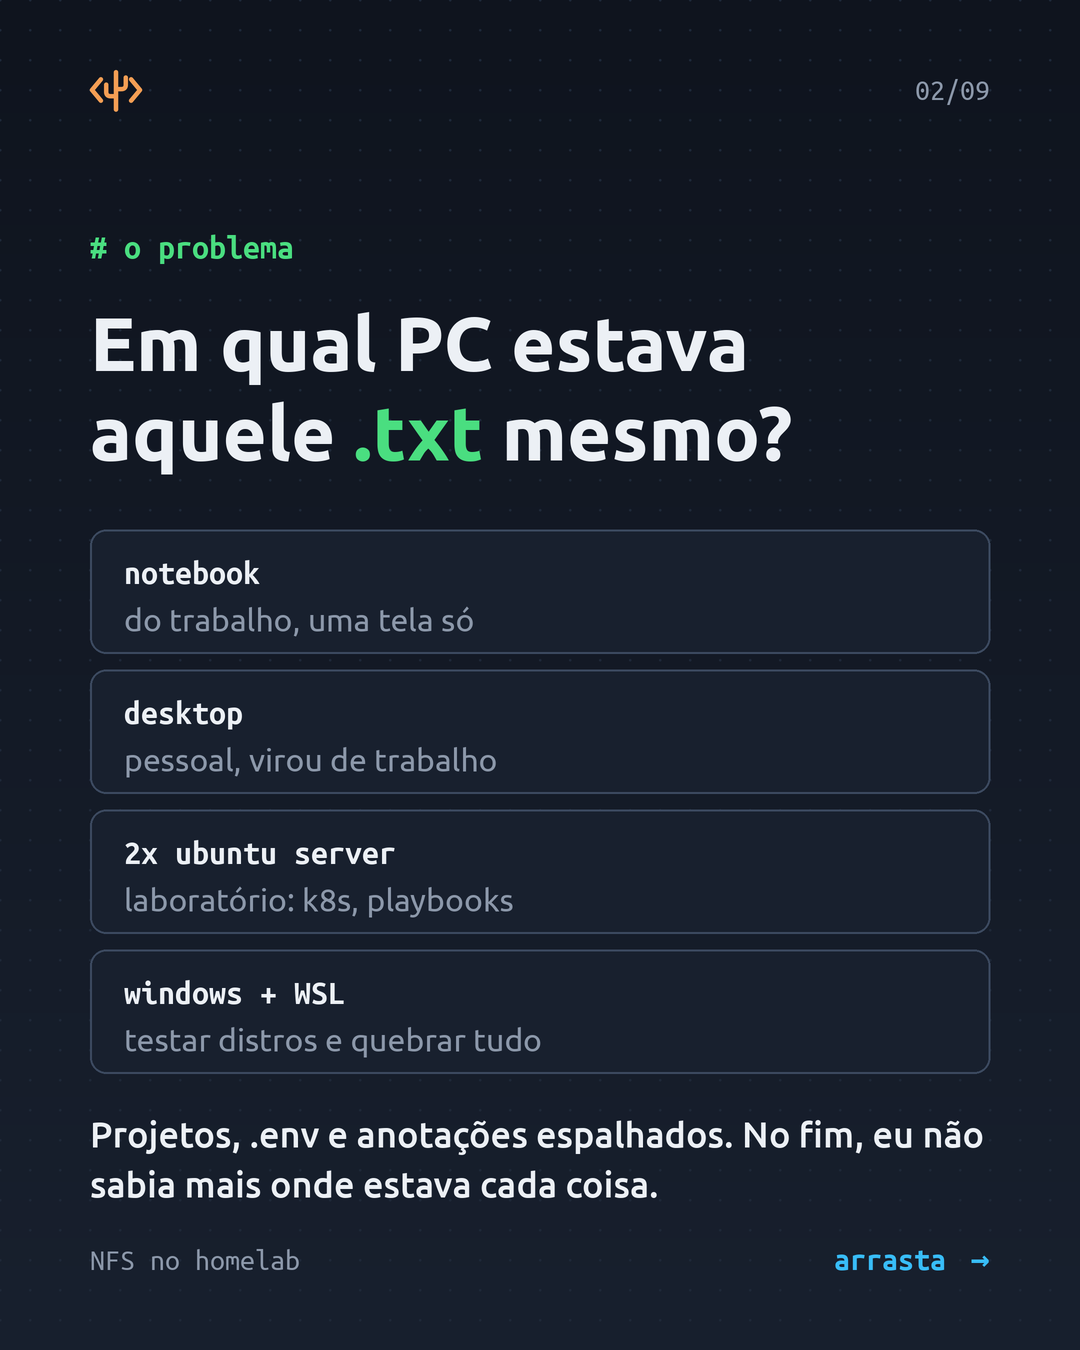 02/09
# o problema
Em qual PC estava
aquele .txt mesmo?
notebook
do trabalho, uma tela só
desktop
pessoal, virou de trabalho
2x ubuntu server
laboratório: k8s, playbooks
windows + WSL
testar distros e quebrar tudo
Projetos, .env e anotações espalhados. No fim, eu não
sabia mais onde estava cada coisa.
NFS no homelab
arrasta →